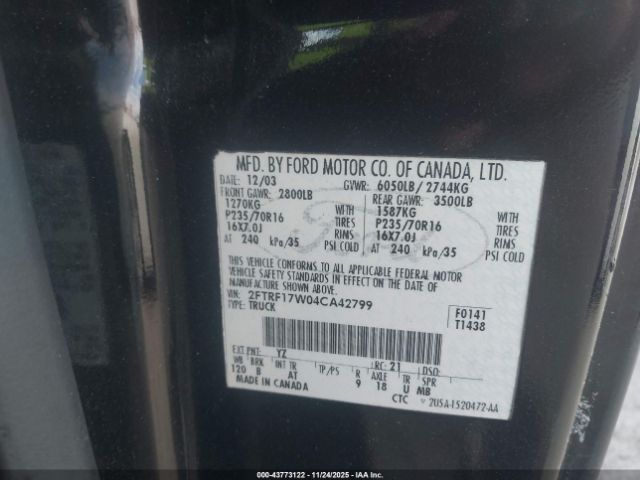 MFD. BY FORD MOTOR CO. OF CANADA, LTD.
DATE: 12/03 GVWR: 6050LB/2744KG
FRONT GAWR: 2800LB REAR GAWR: 3500LB
1270KG WITH 1587KG WITH
P235/70R16 TIRES P235/70R16 TIRES
16X7.0J RIMS 16X7.0J RIMS
AT 240 kPa/35 PSI COLD AT 240 kPa/35 PSI COLD
THIS VEHICLE CONFORMS TO ALL APPLICABLE FEDERAL MOTOR
VEHICLE SAFETY STANDARDS IN EFFECT ON THE DATE OF
MANUFACTURE SHOWN ABOVE.
VIN: 2FTRF17W04CA42799
TYPE: TRUCK
F0141
T1438
EXT PNT: YZ RC: 21 DSO:
WB BRK INT TR TP/PS R AXLE TR SPR
120 B AT 9 18 U MB
MADE IN CANADA CTC
2USA-1520472-AA
Ford
000-43773122 - 11/24/2025 - IAA, Inc.